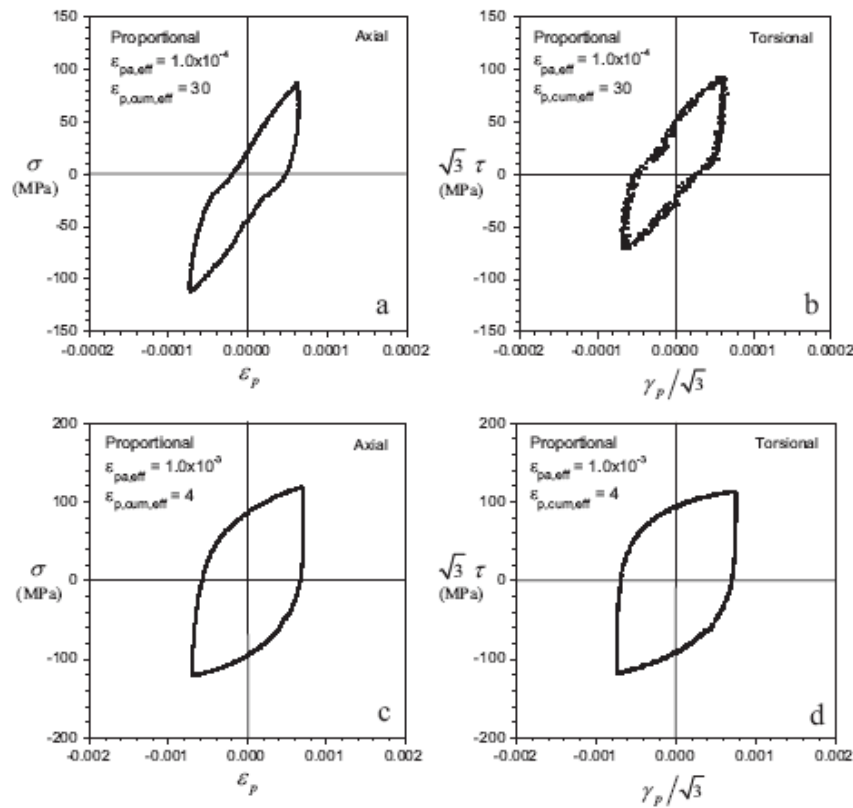 Proportional
Axial
ε_pa,eff = 1.0x10^-4
ε_p,cum,eff = 30
150
100
50
0
-50
-100
-150
σ
(MPa)
a
-0.0002 -0.0001 0.0000 0.0001 0.0002
ε_p
Proportional
Torsional
ε_pa,eff = 1.0x10^-4
ε_p,cum,eff = 30
150
100
50
0
-50
-100
-150
√3 τ
(MPa)
b
-0.0002 -0.0001 0.0000 0.0001 0.0002
γ_p/√3
Proportional
Axial
ε_pa,eff = 1.0x10^-3
ε_p,cum,eff = 4
200
100
0
-100
-200
σ
(MPa)
c
-0.002 -0.001 0.000 0.001 0.002
ε_p
Proportional
Torsional
ε_pa,eff = 1.0x10^-3
ε_p,cum,eff = 4
200
100
0
-100
-200
√3 τ
(MPa)
d
-0.002 -0.001 0.000 0.001 0.002
γ_p/√3